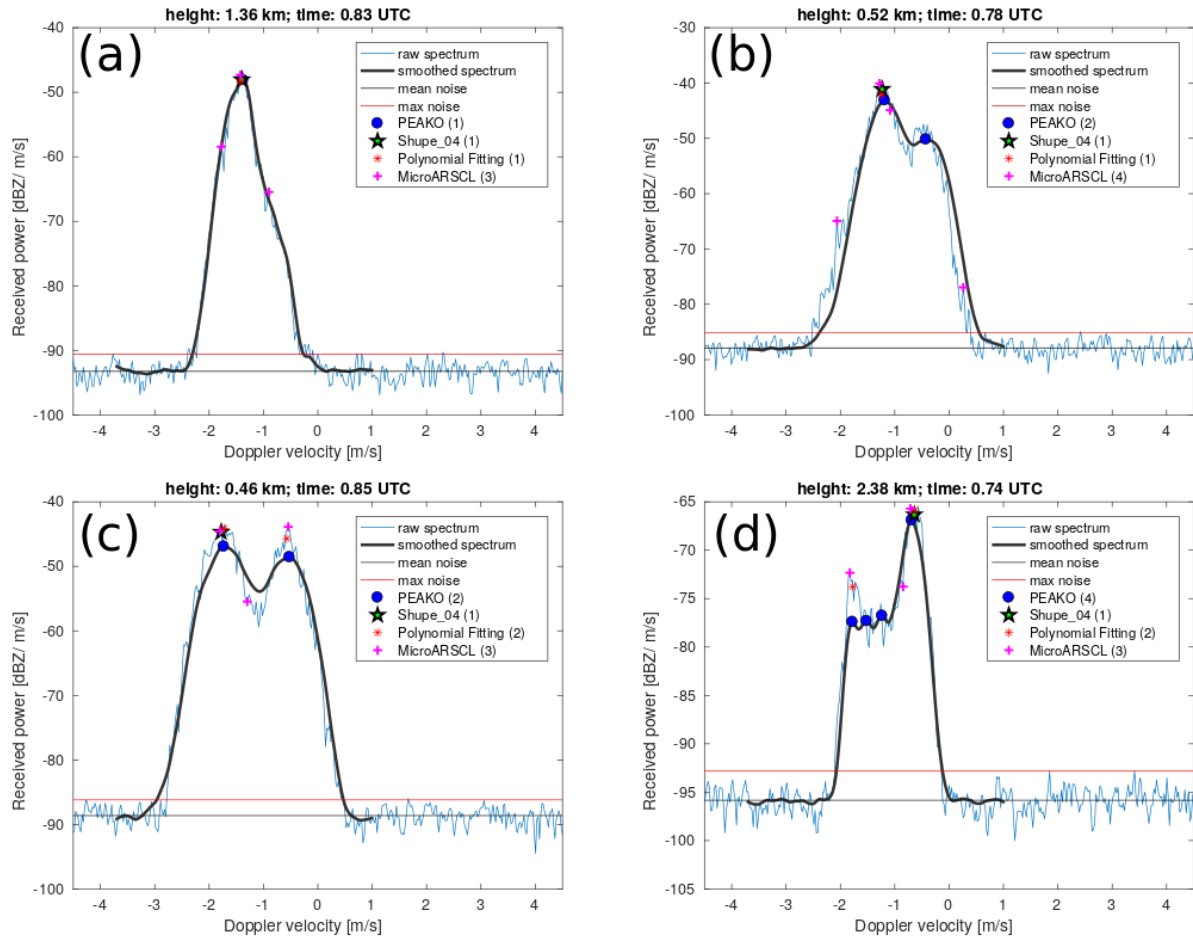 height: 1.36 km; time: 0.83 UTC
(a)
-40
-50
-60
-70
-80
-90
-100
Received power [dBZ/ m/s]
raw spectrum
smoothed spectrum
mean noise
max noise
PEAKO (1)
Shupe_04 (1)
Polynomial Fitting (1)
MicroARSCL (3)
-4 -3 -2 -1 0 1 2 3 4
Doppler velocity [m/s]
height: 0.52 km; time: 0.78 UTC
(b)
-30
-40
-50
-60
-70
-80
-90
-100
Received power [dBZ/ m/s]
raw spectrum
smoothed spectrum
mean noise
max noise
PEAKO (2)
Shupe_04 (1)
Polynomial Fitting (1)
MicroARSCL (4)
-4 -3 -2 -1 0 1 2 3 4
Doppler velocity [m/s]
height: 0.46 km; time: 0.85 UTC
(c)
-40
-50
-60
-70
-80
-90
-100
Received power [dBZ/ m/s]
raw spectrum
smoothed spectrum
mean noise
max noise
PEAKO (2)
Shupe_04 (1)
Polynomial Fitting (2)
MicroARSCL (3)
-4 -3 -2 -1 0 1 2 3 4
Doppler velocity [m/s]
height: 2.38 km; time: 0.74 UTC
(d)
-65
-70
-75
-80
-85
-90
-95
-100
-105
Received power [dBZ/ m/s]
raw spectrum
smoothed spectrum
mean noise
max noise
PEAKO (4)
Shupe_04 (1)
Polynomial Fitting (2)
MicroARSCL (3)
-4 -3 -2 -1 0 1 2 3 4
Doppler velocity [m/s]